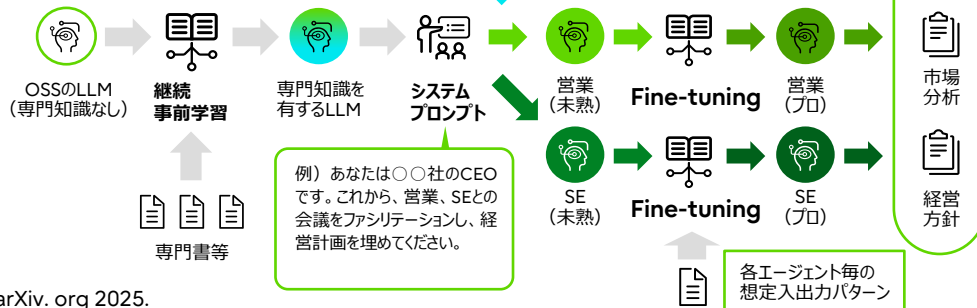 OSSのLLM
（専門知識なし）
継続
事前学習
専門知識を
有するLLM
システム
プロンプト
営業
（未熟）
Fine-tuning
営業
（プロ）
市場
分析
SE
（未熟）
Fine-tuning
SE
（プロ）
経営
方針
例）あなたは○○社のCEO
です。これから、営業、SEとの
会議をファシリテーションし、経
営計画を埋めてください。
専門書等
各エージェント毎の
想定入出力パターン
arXiv. org 2025.